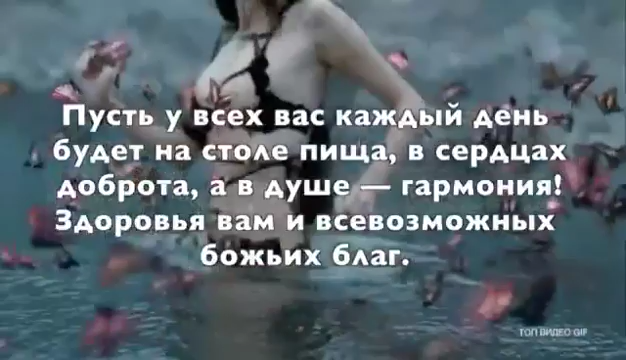 Пусть у всех вас каждый день
будет на столе пища, в сердцах
доброта, а в душе — гармония!
Здоровья вам и всевозможных
божьих благ.
ТОП ВИДЕО GIF